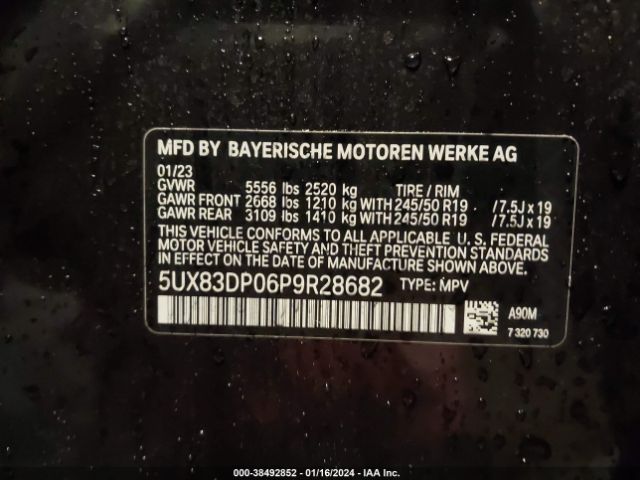 MFD BY BAYERISCHE MOTOREN WERKE AG
01/23
GVWR 5556 lbs 2520 kg TIRE / RIM
GAWR FRONT 2668 lbs 1210 kg WITH 245/50 R19 /7.5J x 19
GAWR REAR 3109 lbs 1410 kg WITH 245/50 R19 /7.5J x 19
THIS VEHICLE CONFORMS TO ALL APPLICABLE U. S. FEDERAL
MOTOR VEHICLE SAFETY AND THEFT PREVENTION STANDARDS
IN EFFECT ON THE DATE OF MANUFACTURE SHOWN ABOVE.
5UX83DP06P9R28682 TYPE: MPV
A90M
7 320 730
000-38492852 - 01/16/2024 - IAA Inc.